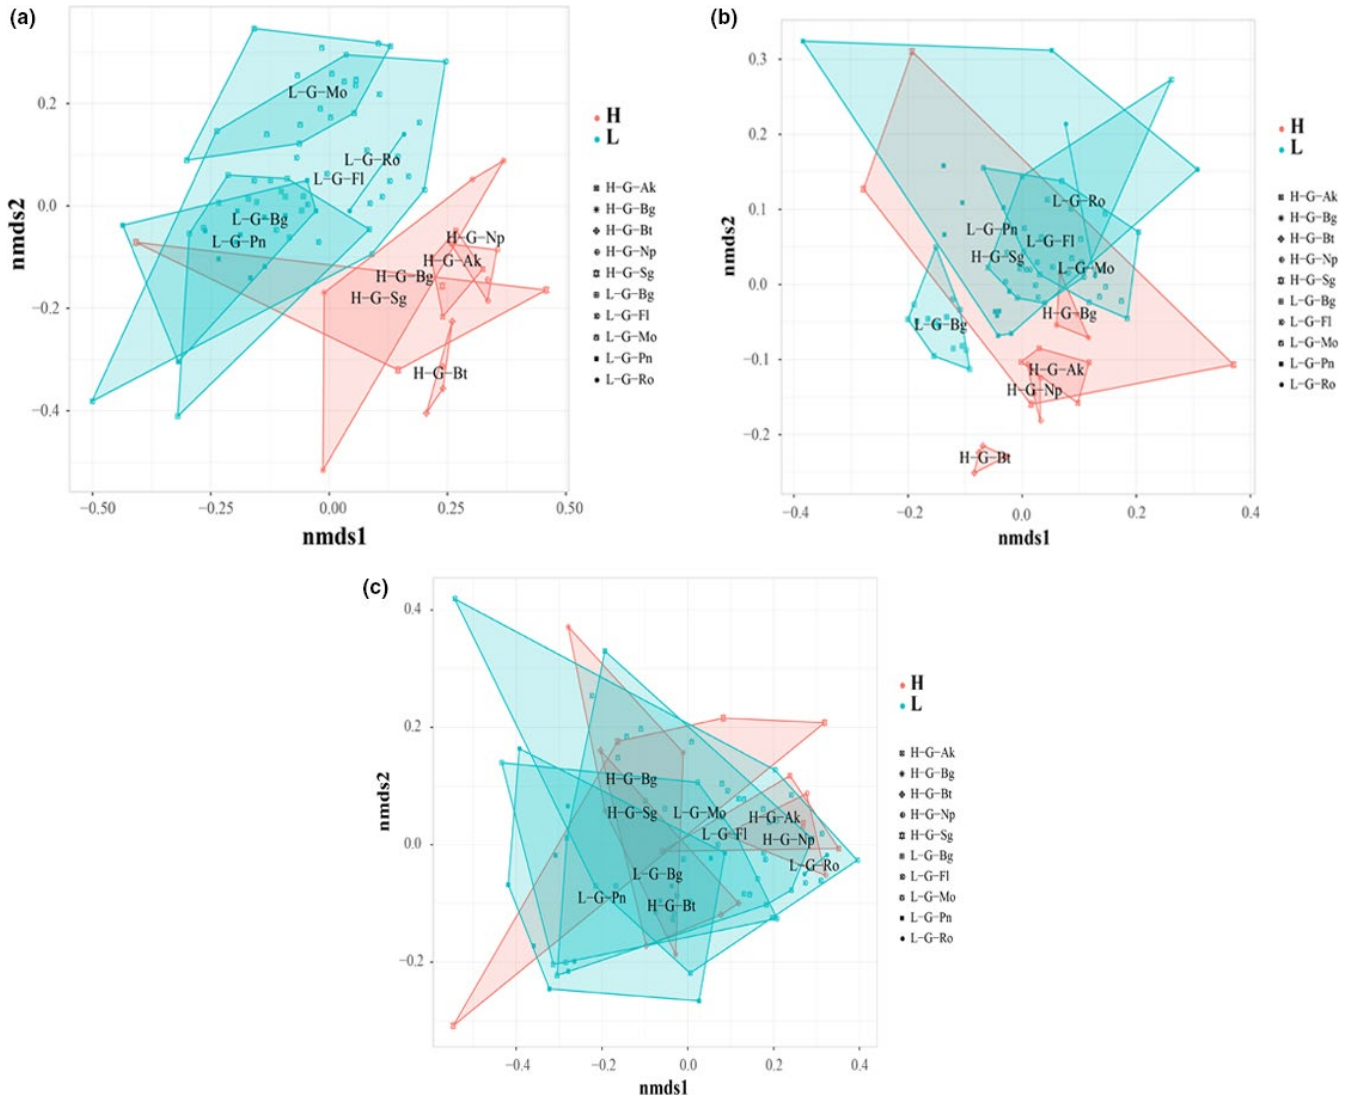 (a)
0.2
0.0
−0.2
−0.4
nmds2
−0.50
−0.25
0.00
0.25
0.50
nmds1
L−G−Mo
L−G−Ro
L−G−Fl
L−G−Bg
L−G−Pn
H−G−Np
H−G−Ak
H−G−Bg
H−G−Sg
H−G−Bt
H
L
H−G−Ak
H−G−Bg
H−G−Bt
H−G−Np
H−G−Sg
L−G−Bg
L−G−Fl
L−G−Mo
L−G−Pn
L−G−Ro
(b)
0.3
0.2
0.1
0.0
−0.1
−0.2
nmds2
−0.4
−0.2
0.0
0.2
0.4
nmds1
L−G−Ro
L−G−Pn
L−G−Fl
H−G−Sg
L−G−Mo
H−G−Bg
L−G−Bg
H−G−Ak
H−G−Np
H−G−Bt
H
L
H−G−Ak
H−G−Bg
H−G−Bt
H−G−Np
H−G−Sg
L−G−Bg
L−G−Fl
L−G−Mo
L−G−Pn
L−G−Ro
(c)
0.4
0.2
0.0
−0.2
nmds2
−0.4
−0.2
0.0
0.2
0.4
nmds1
H−G−Bg
H−G−Sg
L−G−Mo
H−G−Ak
L−G−Fl
H−G−Np
L−G−Ro
L−G−Bg
L−G−Pn
H−G−Bt
H
L
H−G−Ak
H−G−Bg
H−G−Bt
H−G−Np
H−G−Sg
L−G−Bg
L−G−Fl
L−G−Mo
L−G−Pn
L−G−Ro